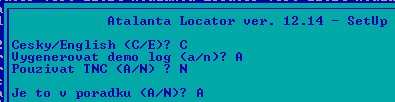 Atalanta Locator ver. 12.14 - SetUp
Cesky/English (C/E)? C
Vygenerovat demo log (a/n)? A
Pouzivat TNC (A/N) ? N
Je to v poradku (A/N)? A